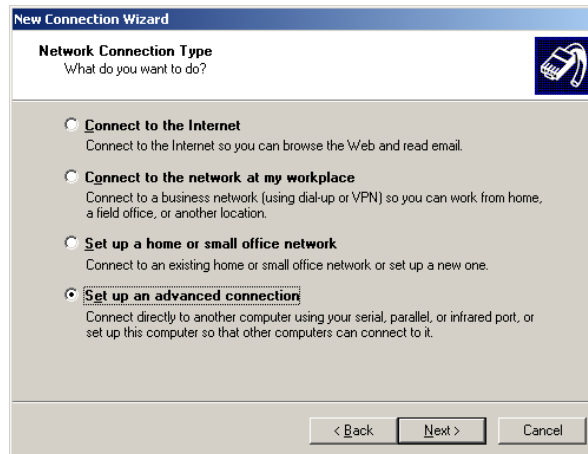 New Connection Wizard
Network Connection Type
What do you want to do?
Connect to the Internet
Connect to the Internet so you can browse the Web and read email.
Connect to the network at my workplace
Connect to a business network (using dial-up or VPN) so you can work from home,
a field office, or another location.
Set up a home or small office network
Connect to an existing home or small office network or set up a new one.
Set up an advanced connection
Connect directly to another computer using your serial, parallel, or infrared port, or
set up this computer so that other computers can connect to it.
< Back
Next >
Cancel